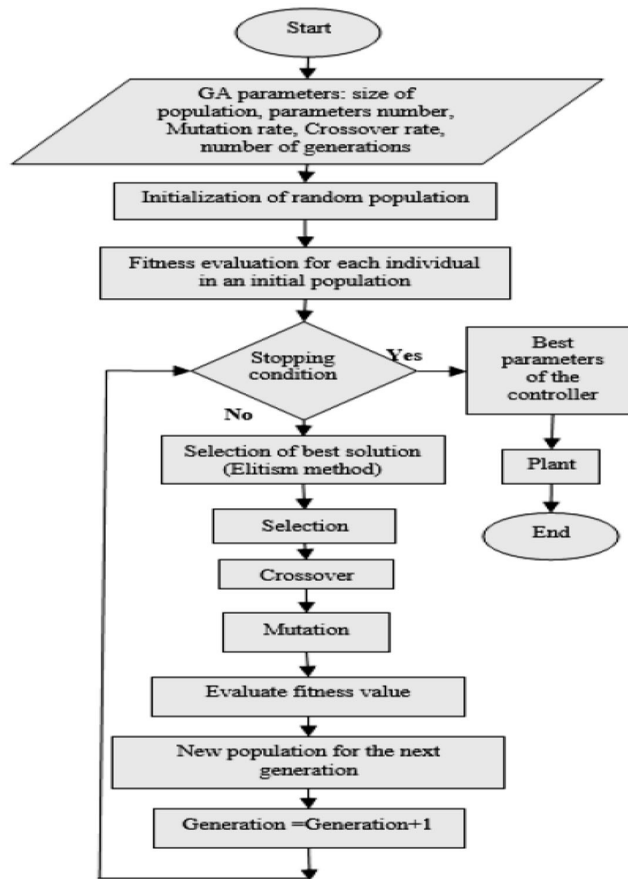 Start
GA parameters: size of
population, parameters number,
Mutation rate, Crossover rate,
number of generations
Initialization of random population
Fitness evaluation for each individual
in an initial population
Stopping
condition
Yes
Best
parameters
of the
controller
No
Selection of best solution
(Elitism method)
Plant
Selection
End
Crossover
Mutation
Evaluate fitness value
New population for the next
generation
Generation =Generation+1